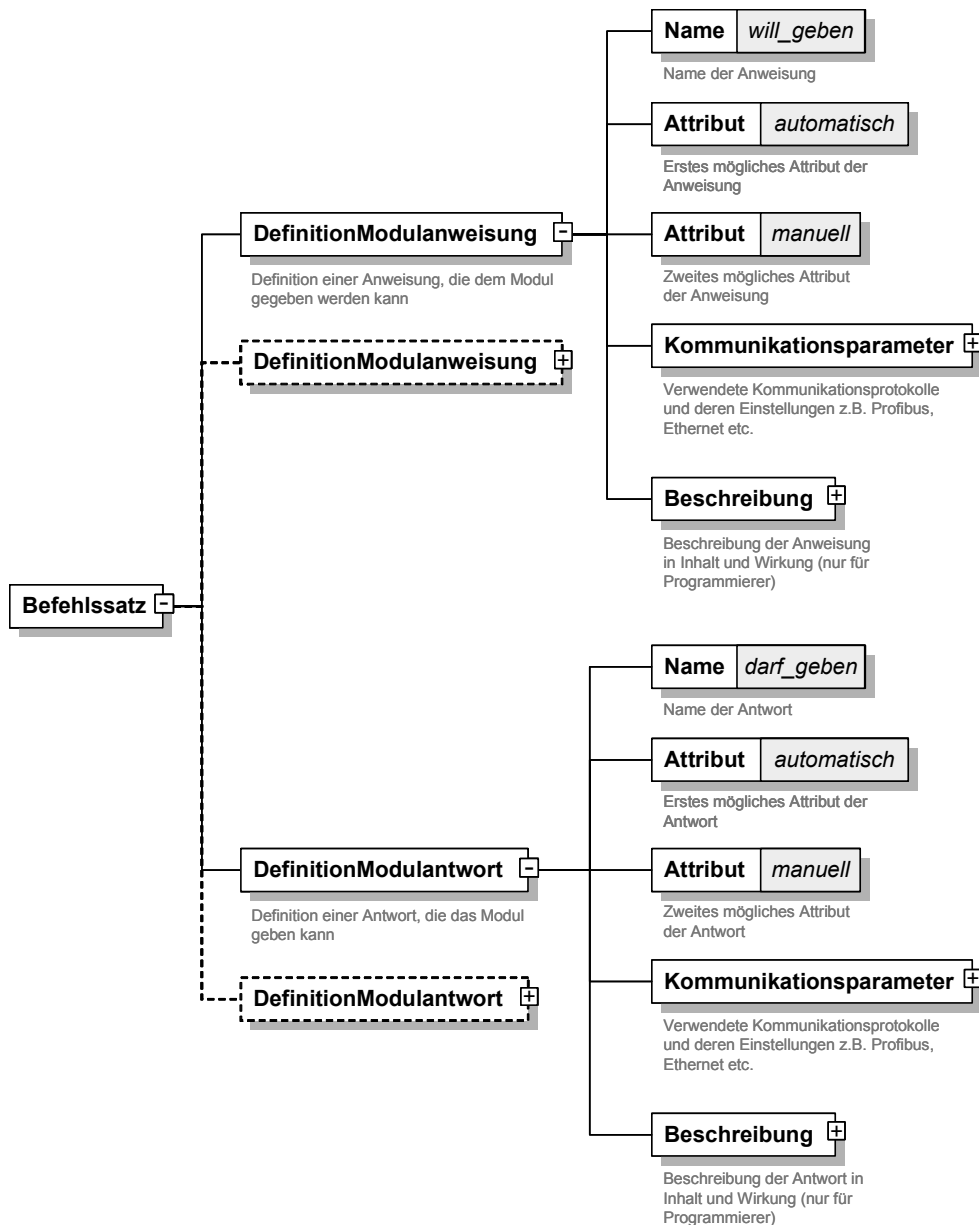 Name will_geben
Name der Anweisung
Attribut automatisch
Erstes mögliches Attribut der
Anweisung
DefinitionModulanweisung
Definition einer Anweisung, die dem Modul
gegeben werden kann
Attribut manuell
Zweites mögliches Attribut
der Anweisung
DefinitionModulanweisung
Kommunikationsparameter
Verwendete Kommunikationsprotokolle
und deren Einstellungen z.B. Profibus,
Ethernet etc.
Beschreibung
Beschreibung der Anweisung
in Inhalt und Wirkung (nur für
Programmierer)
Befehlssatz
Name darf_geben
Name der Antwort
Attribut automatisch
Erstes mögliches Attribut der
Antwort
DefinitionModulantwort
Definition einer Antwort, die das Modul
geben kann
Attribut manuell
Zweites mögliches Attribut
der Antwort
DefinitionModulantwort
Kommunikationsparameter
Verwendete Kommunikationsprotokolle
und deren Einstellungen z.B. Profibus,
Ethernet etc.
Beschreibung
Beschreibung der Antwort in
Inhalt und Wirkung (nur für
Programmierer)